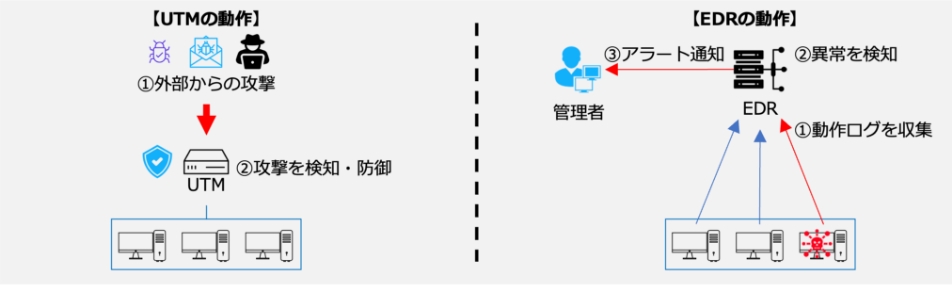 【UTMの動作】
①外部からの攻撃
②攻撃を検知・防御
UTM
【EDRの動作】
③アラート通知
②異常を検知
管理者
EDR
①動作ログを収集